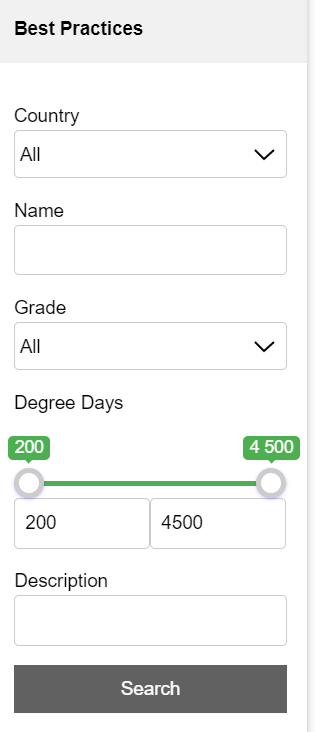 Best Practices
Country
All
Name
Grade
All
Degree Days
200 4 500
200 4500
Description
Search